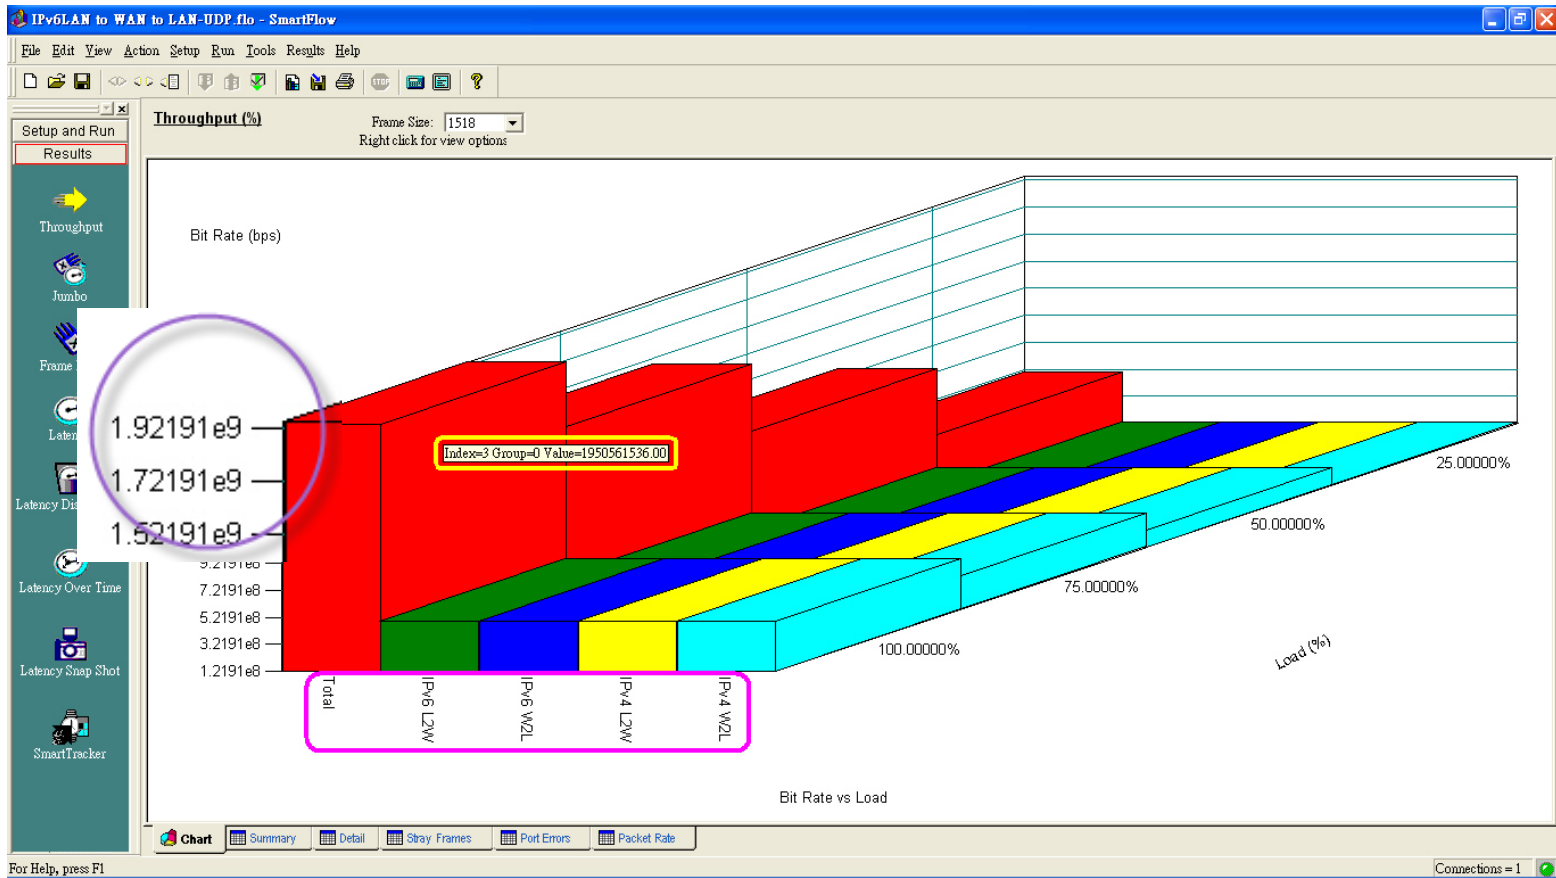 IPv6LAN to WAN to LAN-UDP.flo - SmartFlow
File Edit View Action Setup Run Tools Results Help
Setup and Run
Results
Throughput (%)
Frame Size: 1518
Right click for view options
Throughput
Jumbo
Frame
Latency Over Time
Latency Snap Shot
SmartTracker
Bit Rate (bps)
1.92191e9
1.72191e9
1.52191e9
9.2191e8
7.2191e8
5.2191e8
3.2191e8
1.2191e8
Index=3 Group=0 Value=1950561536.00
25.00000%
50.00000%
75.00000%
100.00000%
Load (%)
Total
IPv6 L2W
IPv6 W2L
IPv4 L2W
IPv4 W2L
Bit Rate vs Load
Chart Summary Detail Stray Frames Port Errors Packet Rate
For Help, press F1
Connections = 1